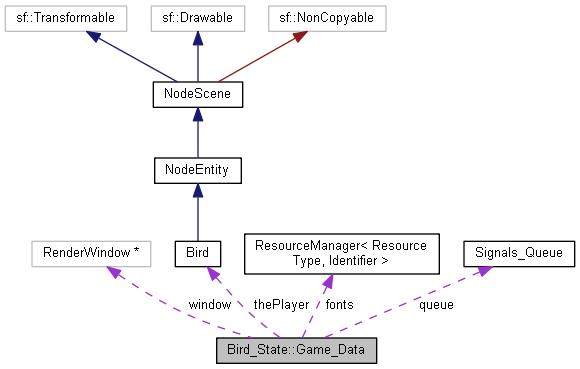 sf::Transformable
sf::Drawable
sf::NonCopyable
NodeScene
NodeEntity
RenderWindow *
Bird
ResourceManager< Resource
Type, Identifier >
Signals_Queue
window
thePlayer
fonts
queue
Bird_State::Game_Data